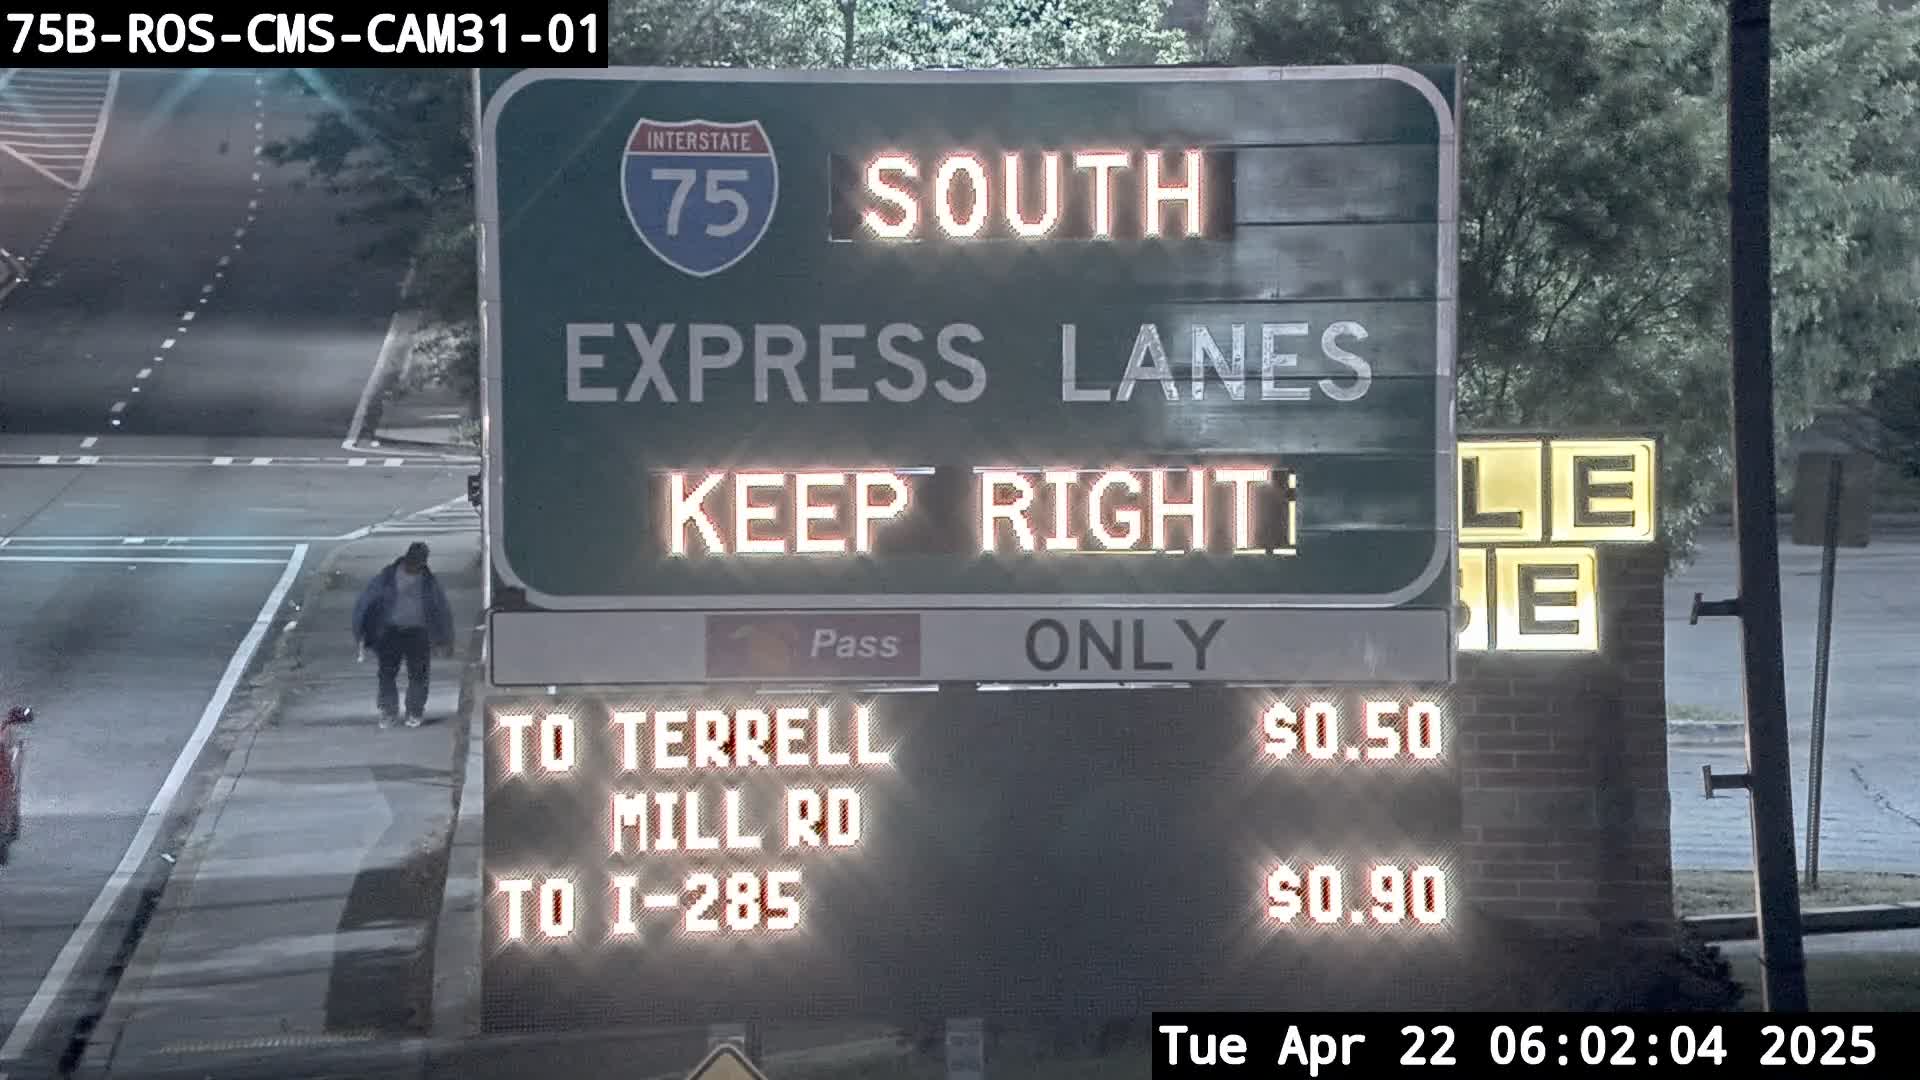 75B-ROS-CMS-CAM31-01
INTERSTATE
75
SOUTH
EXPRESS LANES
KEEP RIGHT
Pass ONLY
TO TERRELL $0.50
MILL RD
TO I-285 $0.90
LE
E
Tue Apr 22 06:02:04 2025